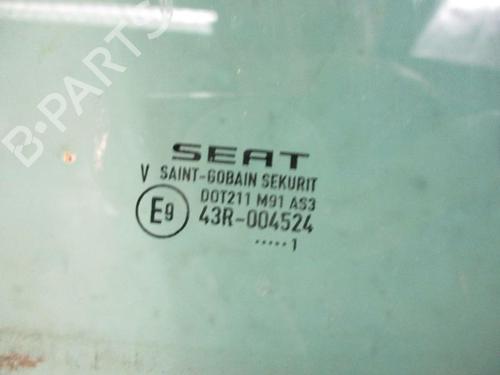 B-PARTS
SEAT
V SAINT-GOBAIN SEKURIT
DOT211 M91 AS3
E9 43R-004524
..... 1